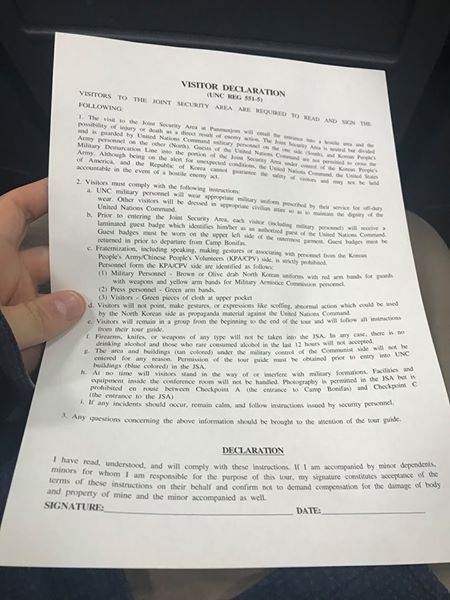 VISITOR DECLARATION
(UNC REG 551-5)
VISITORS TO THE JOINT SECURITY AREA ARE REQUIRED TO READ AND SIGN THE
FOLLOWING:
1. The visit to the Joint Security Area at Panmunjom will entail the entrance into a hostile area and the
possibility of injury or death as a direct result of enemy action. The Joint Security Area is neutral but divided
and is guarded by United Nations Command military personnel on the one side (South), and Korean People's
Army personnel on the other (North). Guests of the United Nations Command are not permitted to cross the
Military Demarcation Line into the portion of the Joint Security Area under control of the Korean People's
Army. Although being on the alert for unexpected conditions, the United Nations Command, the United States
of America, and the Republic of Korea cannot guarantee the safety of visitors and may not be held
accountable in the event of a hostile enemy act.
2. Visitors must comply with the following instructions:
a. UNC military personnel will wear appropriate military uniform prescribed by their service for off-duty
wear. Other visitors will be dressed in appropriate civilian attire so as to maintain the dignity of the
United Nations Command.
b. Prior to entering the Joint Security Area, each visitor (including military personnel) will receive a
laminated guest badge which identifies him/her as an authorized guest of the United Nations Command.
Guest badges must be worn on the upper left side of the outermost garment. Guest badges must be
returned in prior to departure from Camp Bonifas.
c. Fraternization, including speaking, making gestures or associating with personnel from the Korean
People's Army/Chinese People's Volunteers (KPA/CPV) side, is strictly prohibited.
Personnel form the KPA/CPV side are identified as follows:
(1) Military Personnel - Brown or Olive drab North Korean uniforms with red arm bands for guards
with weapons and yellow arm bands for Military Armistice Commission personnel.
(2) Press personnel - Green arm bands.
(3) Visitors - Green pieces of cloth at upper pocket
d. Visitors will not point, make gestures, or expressions like scoffing, abnormal action which could be used
by the North Korean side as propaganda material against the United Nations Command.
e. Visitors will remain in a group from the beginning to the end of the tour and will follow all instructions
from their tour guide.
f. Firearms, knifes, or weapons of any type will not be taken into the JSA. In any case, there is no
drinking alcohol and those who rare consumed alcohol in the last 12 hours will not accepted.
g. The area and buildings (tan colored) under the military control of the Communist side will not be
entered for any reason. Permission of the tour guide must be obtained prior to entry into UNC
buildings (blue colored) in the JSA.
h. At no time will visitors stand in the way of or interfere with military formations. Facilities and
equipment inside the conference room will not be handled. Photography is permitted in the JSA but is
prohibited en route between Checkpoint A (the entrance to Camp Bonifas) and Checkpoint C
(the entrance to the JSA)
i. If any incidents should occur, remain calm, and follow instructions issued by security personnel.
3. Any questions concerning the above information should be brought to the attention of the tour guide.
DECLARATION
I have read, understood, and will comply with these instructions. If I am accompanied by minor dependents,
minors for whom I am responsible for the purpose of this tour, my signature constitutes acceptance of the
terms of these instructions on their behalf and confirm not to demand compensation for the damage of body
and property of mine and the minor accompanied as well.
SIGNATURE: DATE: